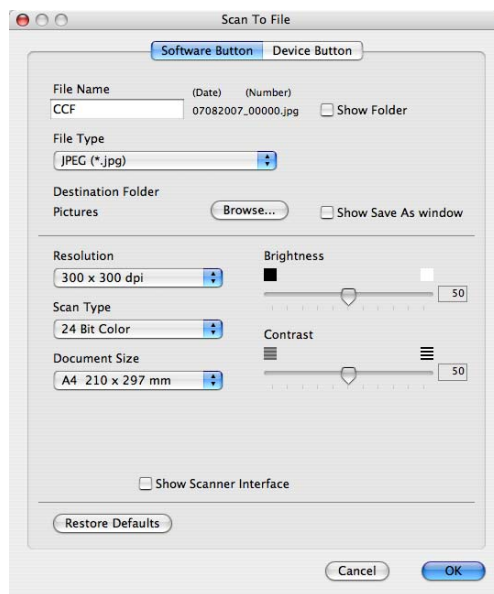 Scan To File
Software Button Device Button
File Name (Date) (Number)
CCF 07082007_00000.jpg Show Folder
File Type
JPEG (*.jpg)
Destination Folder
Pictures Browse... Show Save As window
Resolution Brightness
300 x 300 dpi
50
Scan Type
24 Bit Color
Contrast
Document Size
50
A4 210 x 297 mm
Show Scanner Interface
Restore Defaults
Cancel OK